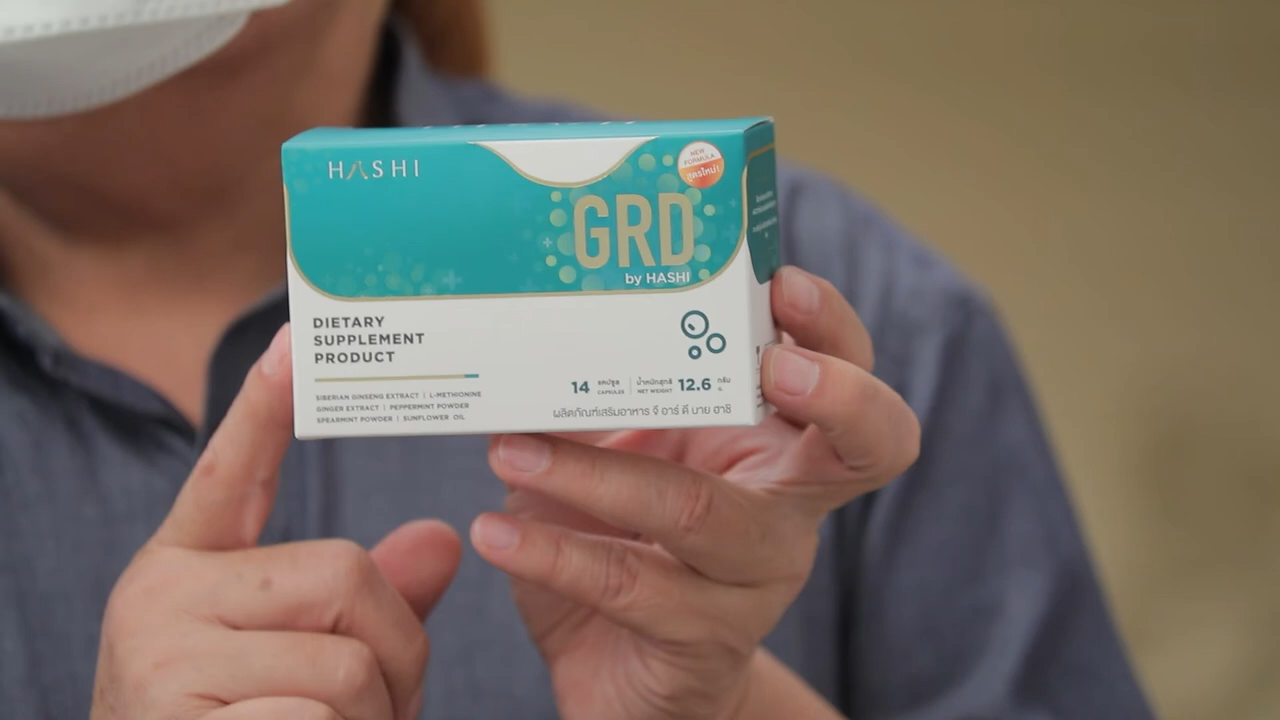 HASHI
NEW
FORMULA
สูตรใหม่!
GRD
by HASHI
DIETARY
SUPPLEMENT
PRODUCT
SIBERIAN GINSENG EXTRACT | L-METHIONINE
GINGER EXTRACT | PEPPERMINT POWDER
SPEARMINT POWDER | SUNFLOWER OIL
14 แคปซูล CAPSULES | น้ำหนักสุทธิ NET WEIGHT 12.6 กรัม G.
ผลิตภัณฑ์เสริมอาหาร จี อาร์ ดี บาย ฮาชิ